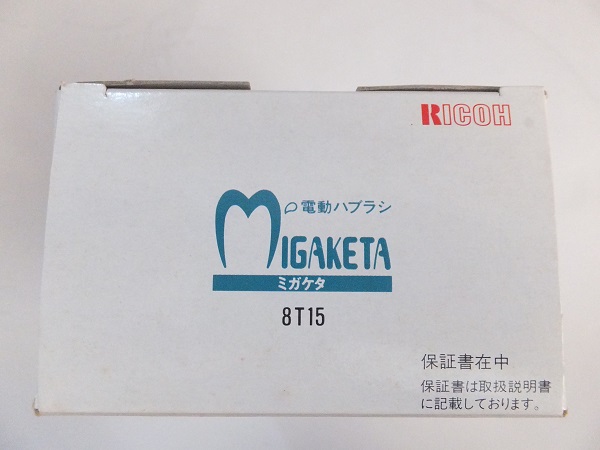 RICOH
電動ハブラシ
MIGAKETA
ミガケタ
8T15
保証書在中
保証書は取扱説明書
に記載しております。